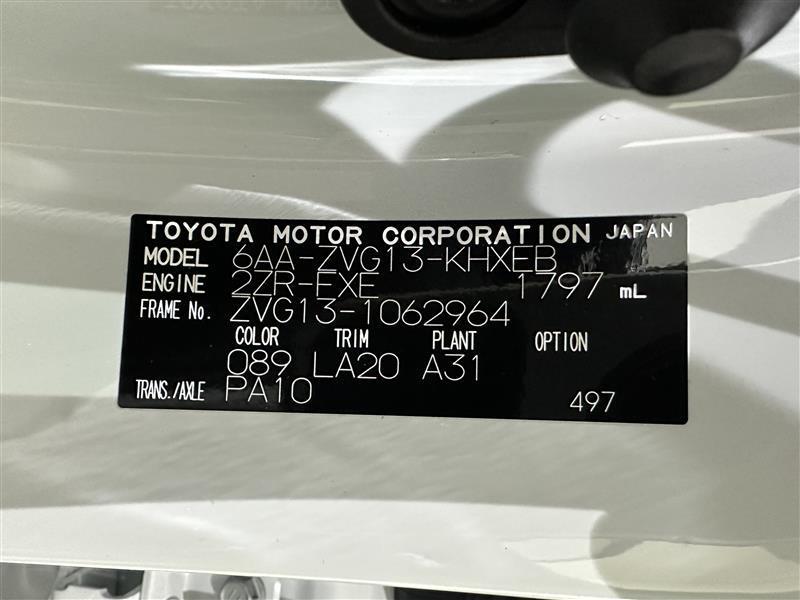 TOYOTA MOTOR CORPORATION JAPAN
MODEL 6AA-ZVG13-KHXEB
ENGINE 2ZR-FXE 1797 mL
FRAME No. ZVG13-1062964
COLOR TRIM PLANT OPTION
089 LA20 A31
TRANS./AXLE PA10
497